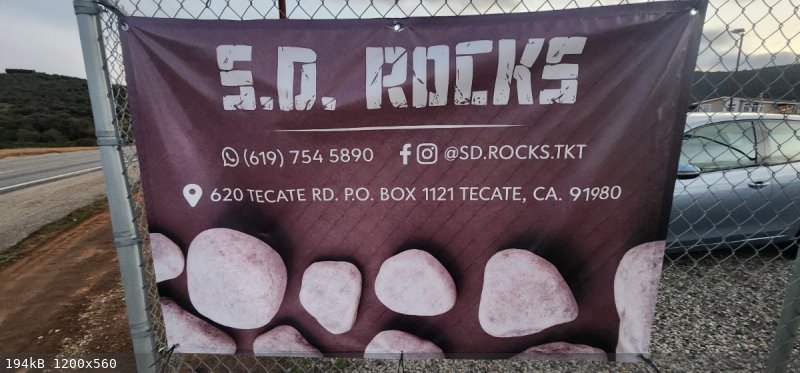 S.D. ROCKS
(619) 754 5890 @SD.ROCKS.TKT
620 TECATE RD. P.O. BOX 1121 TECATE, CA. 91980
194kB 1200x560